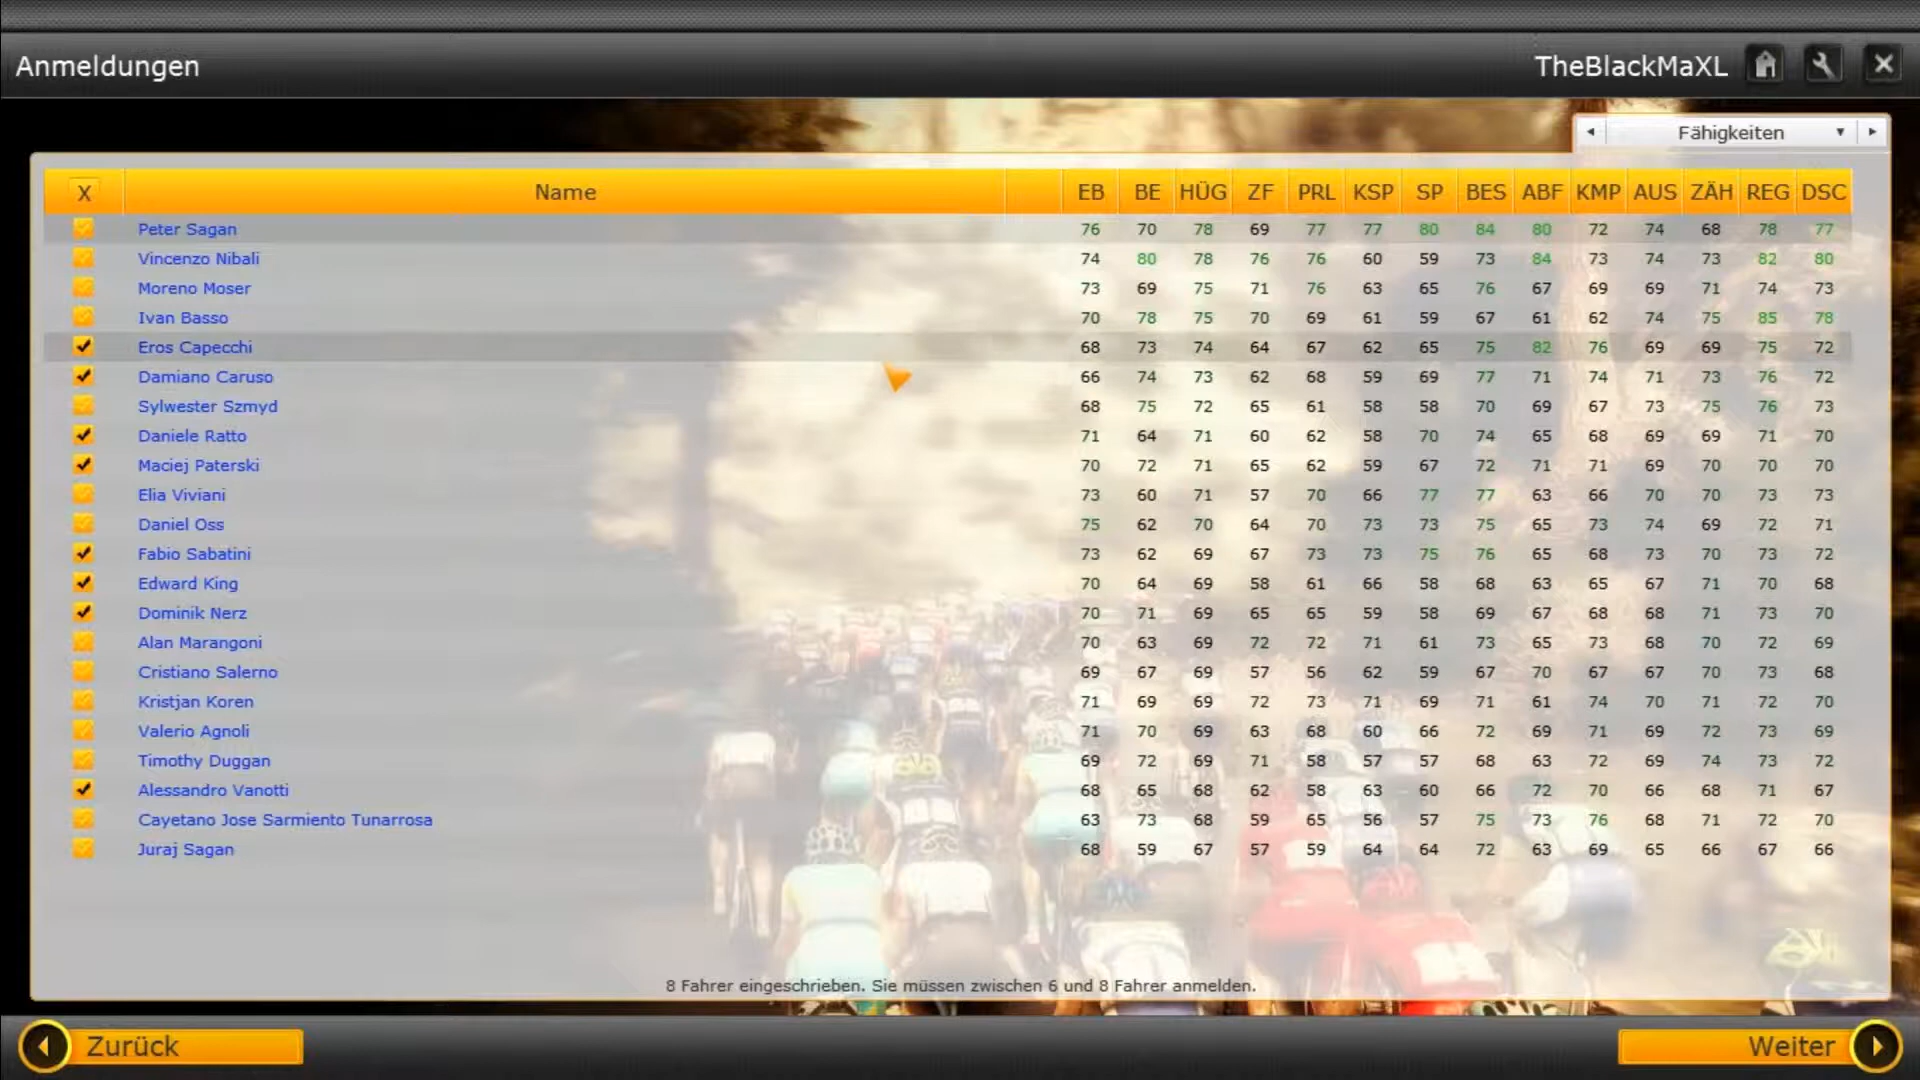 Anmeldungen TheBlackMaXL
Fähigkeiten
X Name EB BE HÜG ZF PRL KSP SP BES ABF KMP AUS ZÄH REG DSC
Peter Sagan 76 70 78 69 77 77 80 84 80 72 74 68 78 77
Vincenzo Nibali 74 80 78 76 76 60 59 73 84 73 74 73 82 80
Moreno Moser 73 69 75 71 76 63 65 76 67 69 69 71 74 73
Ivan Basso 70 78 75 70 69 61 59 67 61 62 74 75 85 78
Eros Capecchi 68 73 74 64 67 62 65 75 82 76 69 69 75 72
Damiano Caruso 66 74 73 62 68 59 69 77 71 74 71 73 76 72
Sylwester Szmyd 68 75 72 65 61 58 58 70 69 67 73 75 76 73
Daniele Ratto 71 64 71 60 62 58 70 74 65 68 69 69 71 70
Maciej Paterski 70 72 71 65 62 59 67 72 71 71 69 70 70 70
Elia Viviani 73 60 71 57 70 66 77 77 63 66 70 70 73 73
Daniel Oss 75 62 70 64 70 73 73 75 65 73 74 69 72 71
Fabio Sabatini 73 62 69 67 73 73 75 76 65 68 73 70 73 72
Edward King 70 64 69 58 61 66 58 68 63 65 67 71 70 68
Dominik Nerz 70 71 69 65 65 59 58 69 67 68 68 71 73 70
Alan Marangoni 70 63 69 72 72 71 61 73 65 73 68 70 72 69
Cristiano Salerno 69 67 69 57 56 62 59 67 70 67 67 70 73 68
Kristjan Koren 71 69 69 72 73 71 69 71 61 74 70 71 72 70
Valerio Agnoli 71 70 69 63 68 60 66 72 69 71 69 72 73 69
Timothy Duggan 69 72 69 71 58 57 57 68 63 72 69 74 73 72
Alessandro Vanotti 68 65 68 62 58 63 60 66 72 70 66 68 71 67
Cayetano Jose Sarmiento Tunarrosa 63 73 68 59 65 56 57 75 73 76 68 71 72 70
Juraj Sagan 68 59 67 57 59 64 64 72 63 69 65 66 67 66
8 Fahrer eingeschrieben. Sie müssen zwischen 6 und 8 Fahrer anmelden.
Zurück Weiter